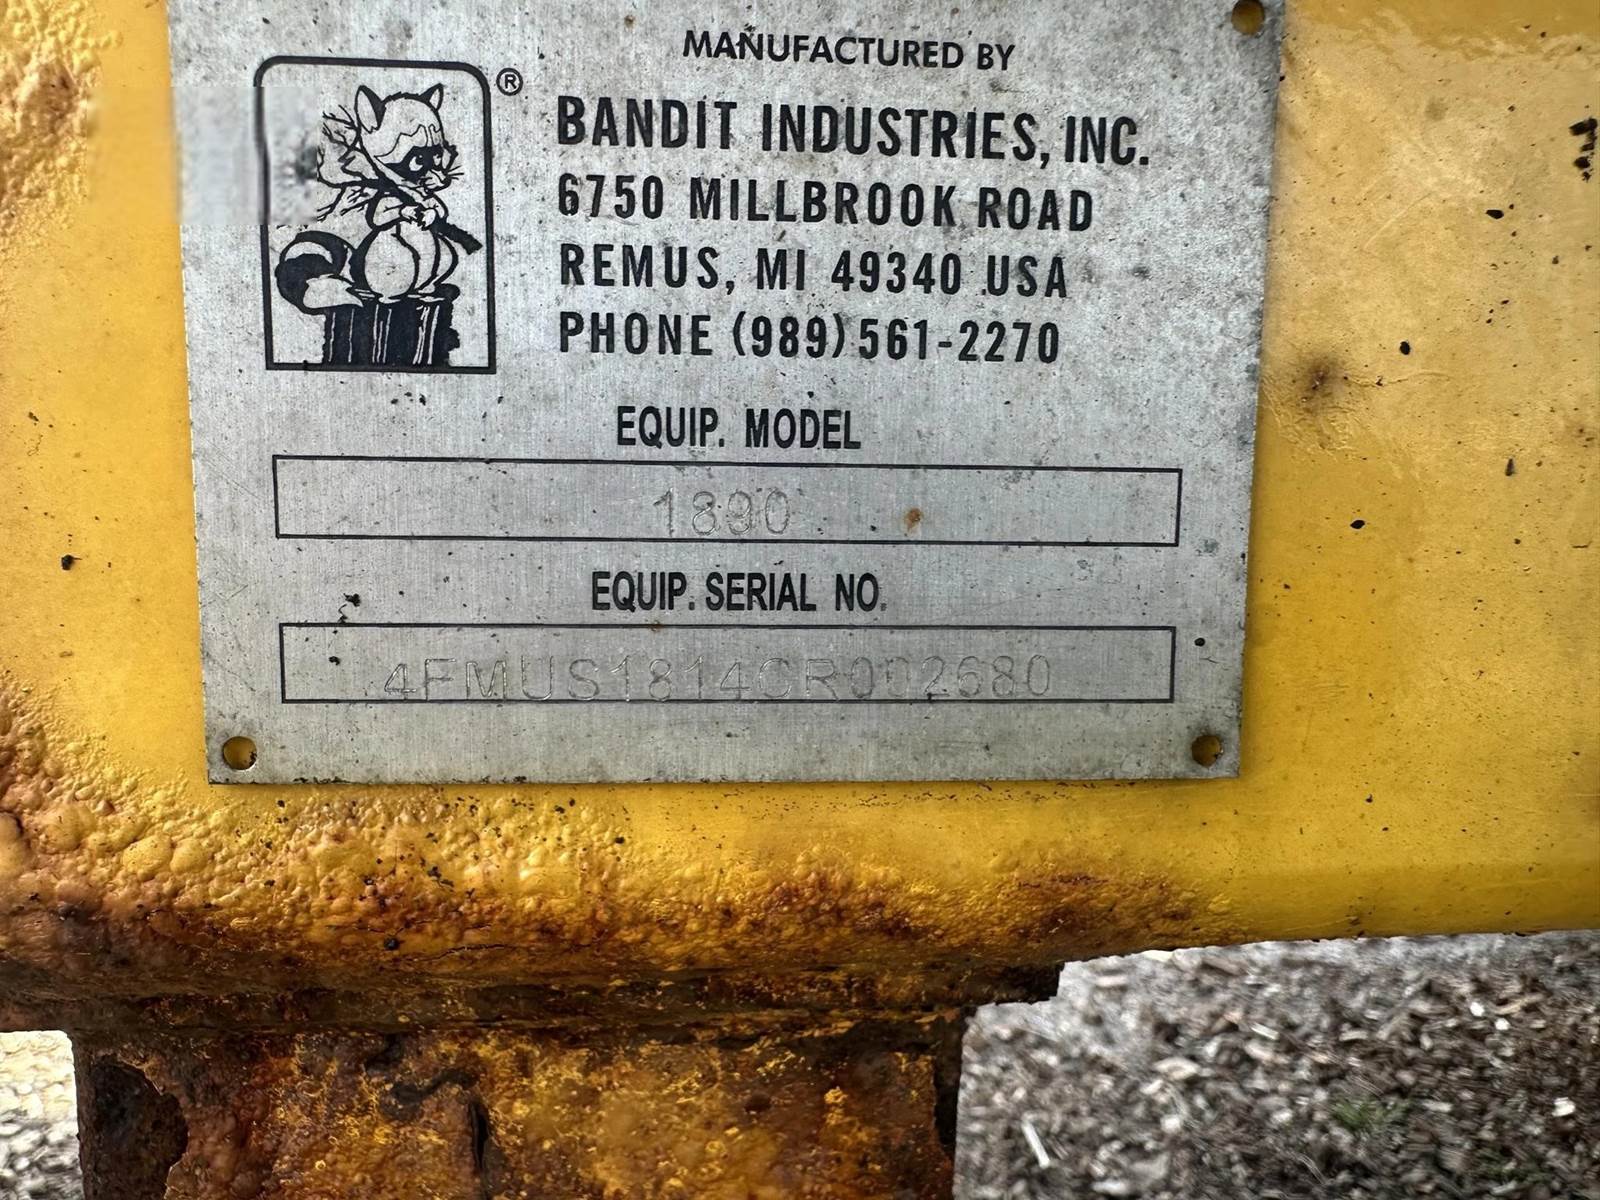 MANUFACTURED BY
®
BANDIT INDUSTRIES, INC.
6750 MILLBROOK ROAD
REMUS, MI 49340 USA
PHONE (989) 561-2270
EQUIP. MODEL
1890
EQUIP. SERIAL NO.
4FMUS1814CR002680